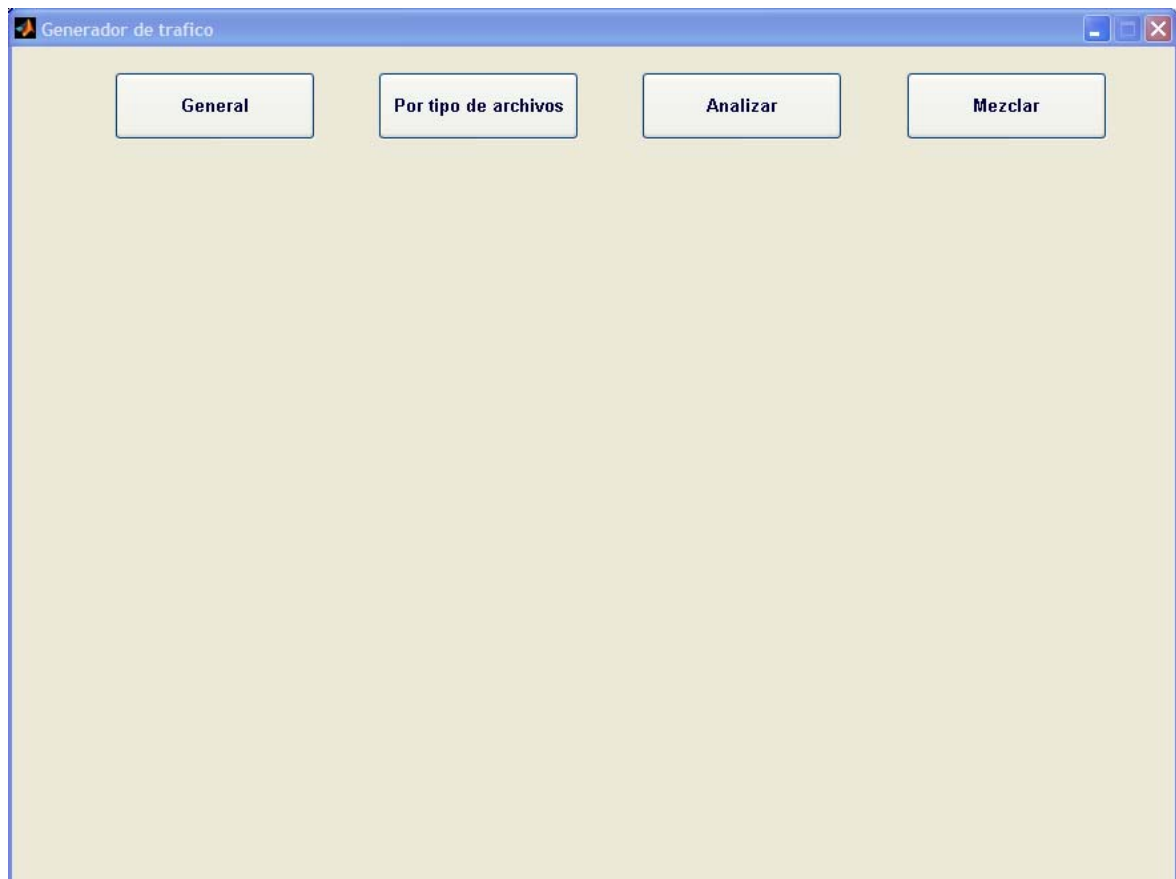 Generador de trafico
General
Por tipo de archivos
Analizar
Mezclar